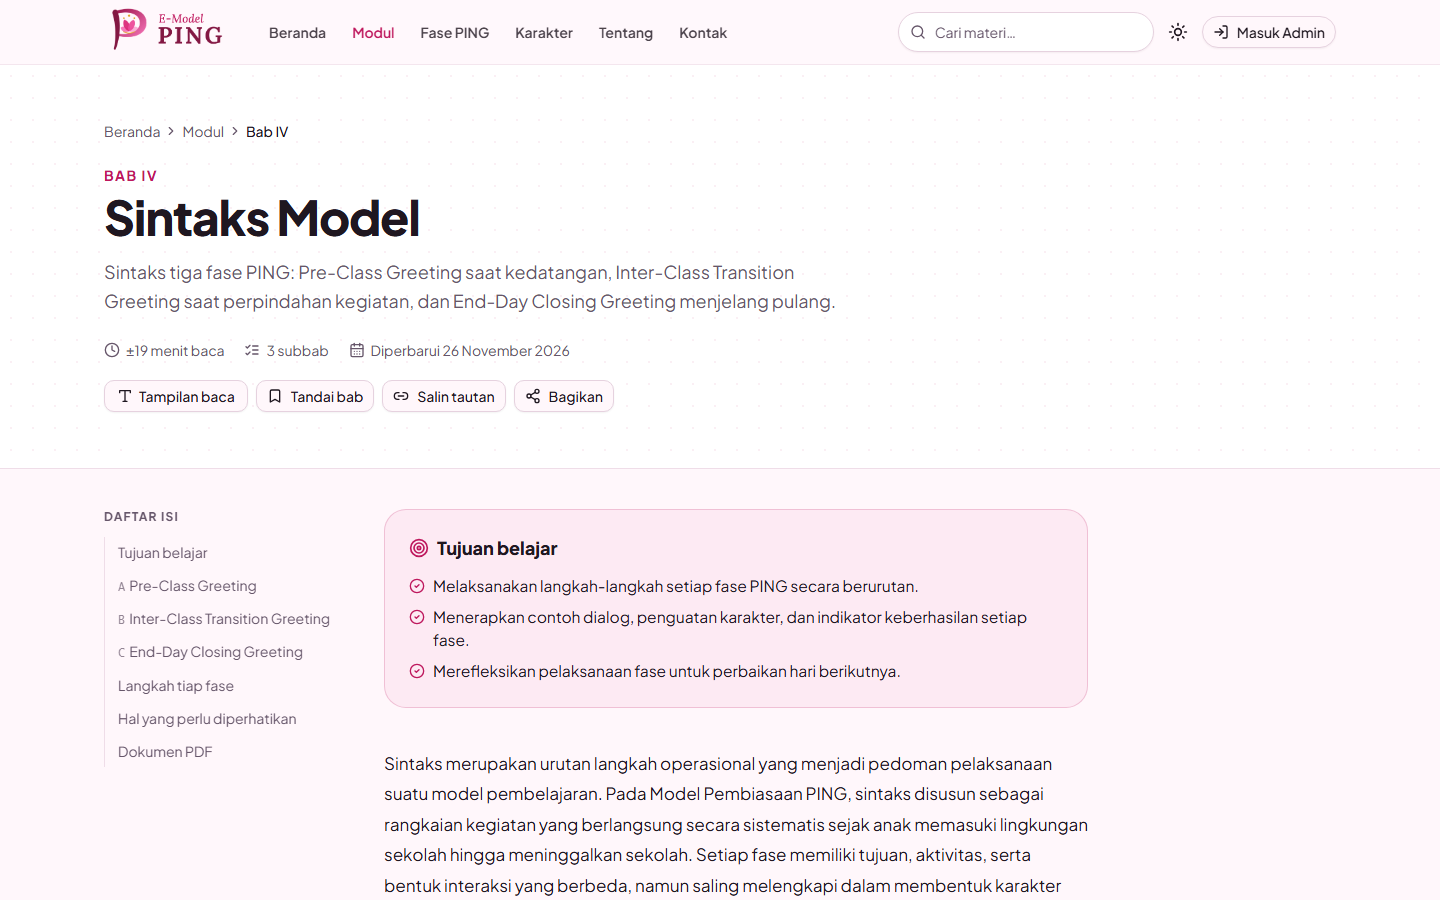 E-Model
PING
Beranda
Modul
Fase PING
Karakter
Tentang
Kontak
Cari materi...
Masuk Admin
Beranda > Modul > Bab IV
BAB IV
Sintaks Model
Sintaks tiga fase PING: Pre-Class Greeting saat kedatangan, Inter-Class Transition
Greeting saat perpindahan kegiatan, dan End-Day Closing Greeting menjelang pulang.
±19 menit baca
3 subbab
Diperbarui 26 November 2026
Tampilan baca
Tandai bab
Salin tautan
Bagikan
DAFTAR ISI
Tujuan belajar
A Pre-Class Greeting
B Inter-Class Transition Greeting
C End-Day Closing Greeting
Langkah tiap fase
Hal yang perlu diperhatikan
Dokumen PDF
Tujuan belajar
Melaksanakan langkah-langkah setiap fase PING secara berurutan.
Menerapkan contoh dialog, penguatan karakter, dan indikator keberhasilan setiap
fase.
Merefleksikan pelaksanaan fase untuk perbaikan hari berikutnya.
Sintaks merupakan urutan langkah operasional yang menjadi pedoman pelaksanaan
suatu model pembelajaran. Pada Model Pembiasaan PING, sintaks disusun sebagai
rangkaian kegiatan yang berlangsung secara sistematis sejak anak memasuki lingkungan
sekolah hingga meninggalkan sekolah. Setiap fase memiliki tujuan, aktivitas, serta
bentuk interaksi yang berbeda, namun saling melengkapi dalam membentuk karakter